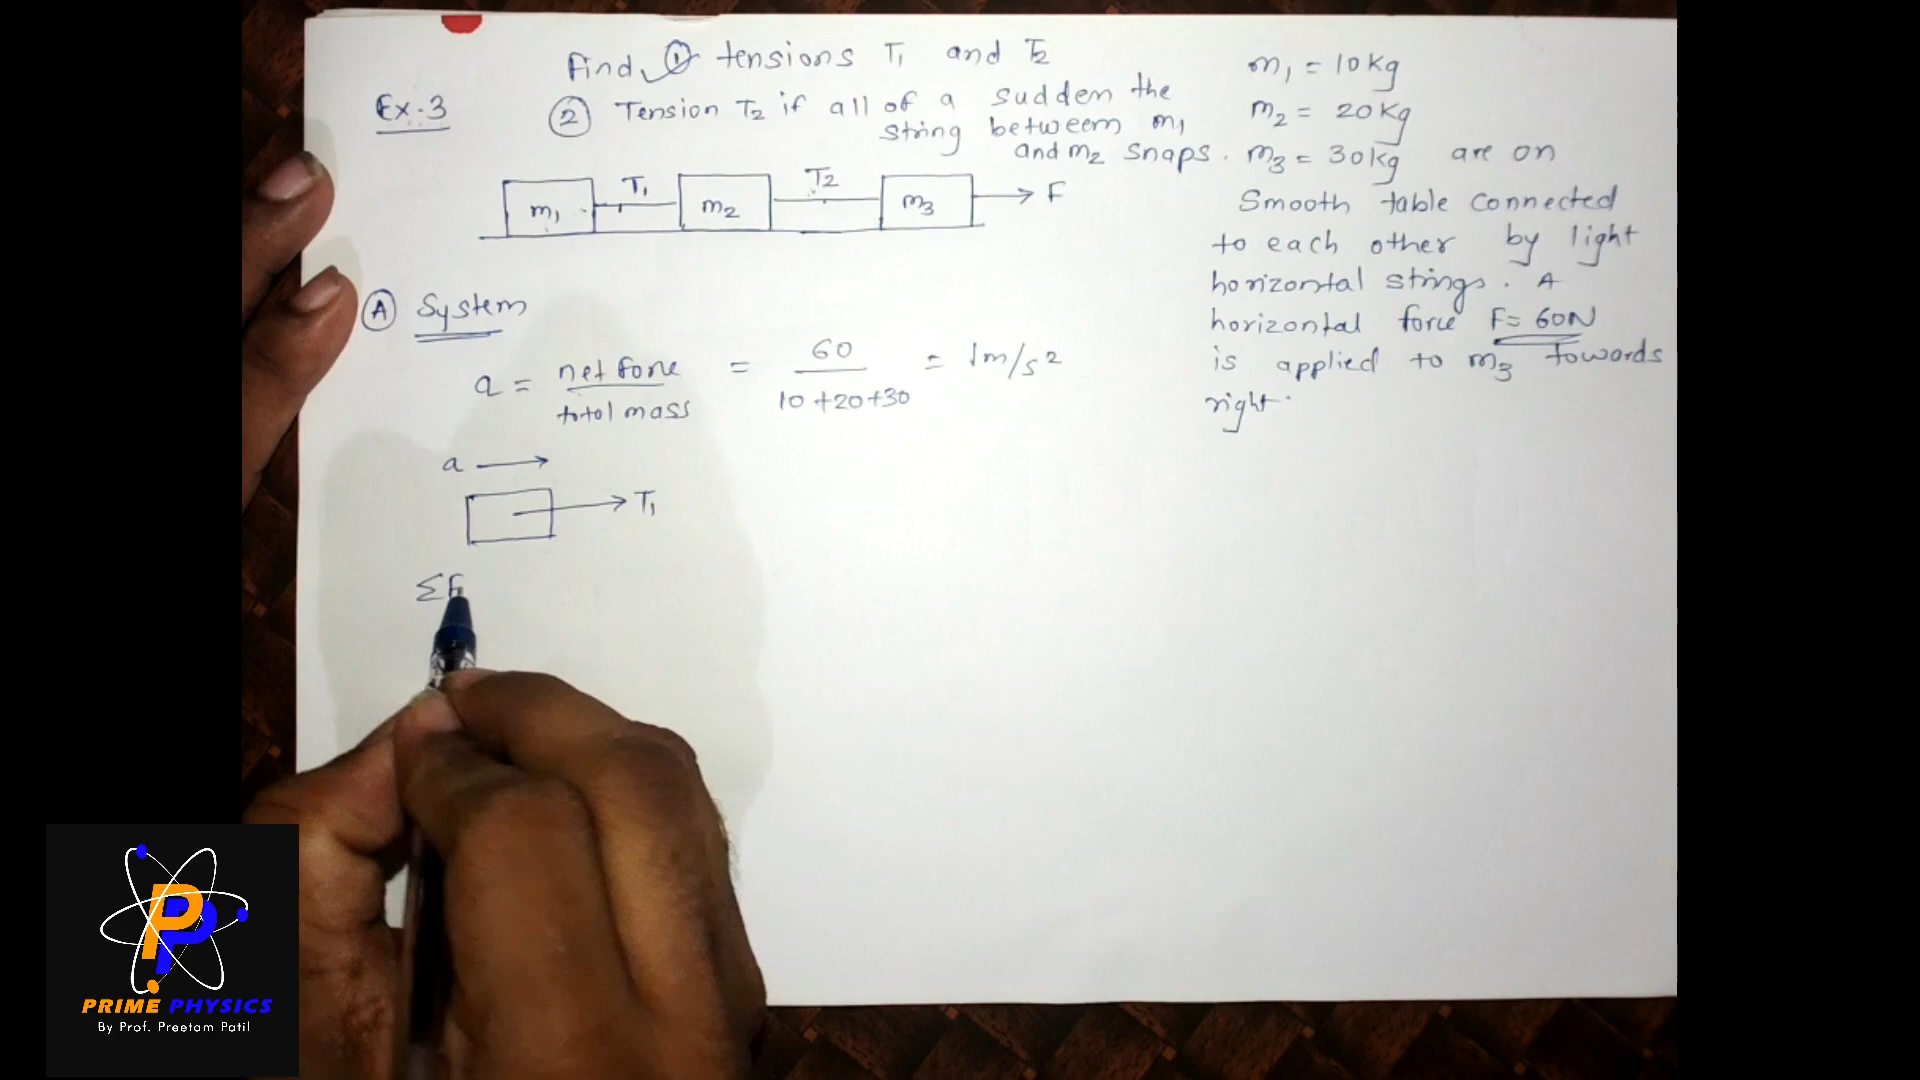 Find ① tensions T₁ and T₂
Ex-3
② Tension T₂ if all of a sudden the
string between m₁
and m₂ snaps.
m₁ T₁ m₂ T₂ m₃ F
m₁ = 10kg
m₂ = 20kg
m₃ = 30kg are on
Smooth table connected
to each other by light
horizontal strings. A
horizontal force F = 60N
is applied to m₃ towards
right.
Ⓐ System
a = net force / total mass = 60 / 10+20+30 = 1m/s²
a
T₁
ΣF
PP
PRIME PHYSICS
By Prof. Preetam Patil